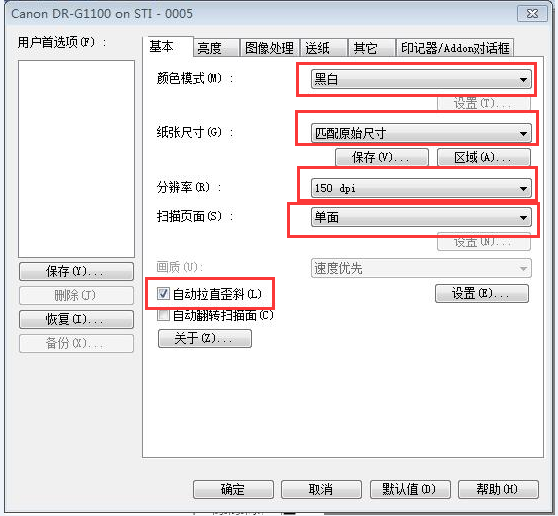 Canon DR-G1100 on STI - 0005
用户首选项(F) :
基本
亮度
图像处理
送纸
其它
印记器/Addon对话框
颜色模式(M) :
黑白
设置(T)...
纸张尺寸(G) :
匹配原始尺寸
保存(V)...
区域(A)...
分辨率(R) :
150 dpi
扫描页面(S) :
单面
设置(N)...
画质(U):
速度优先
保存(Y)...
自动拉直歪斜(L)
设置(E)...
删除(J)
恢复(I)...
自动翻转扫描面(C)
备份(X)...
关于(Z)...
确定
取消
默认值(D)
帮助(H)